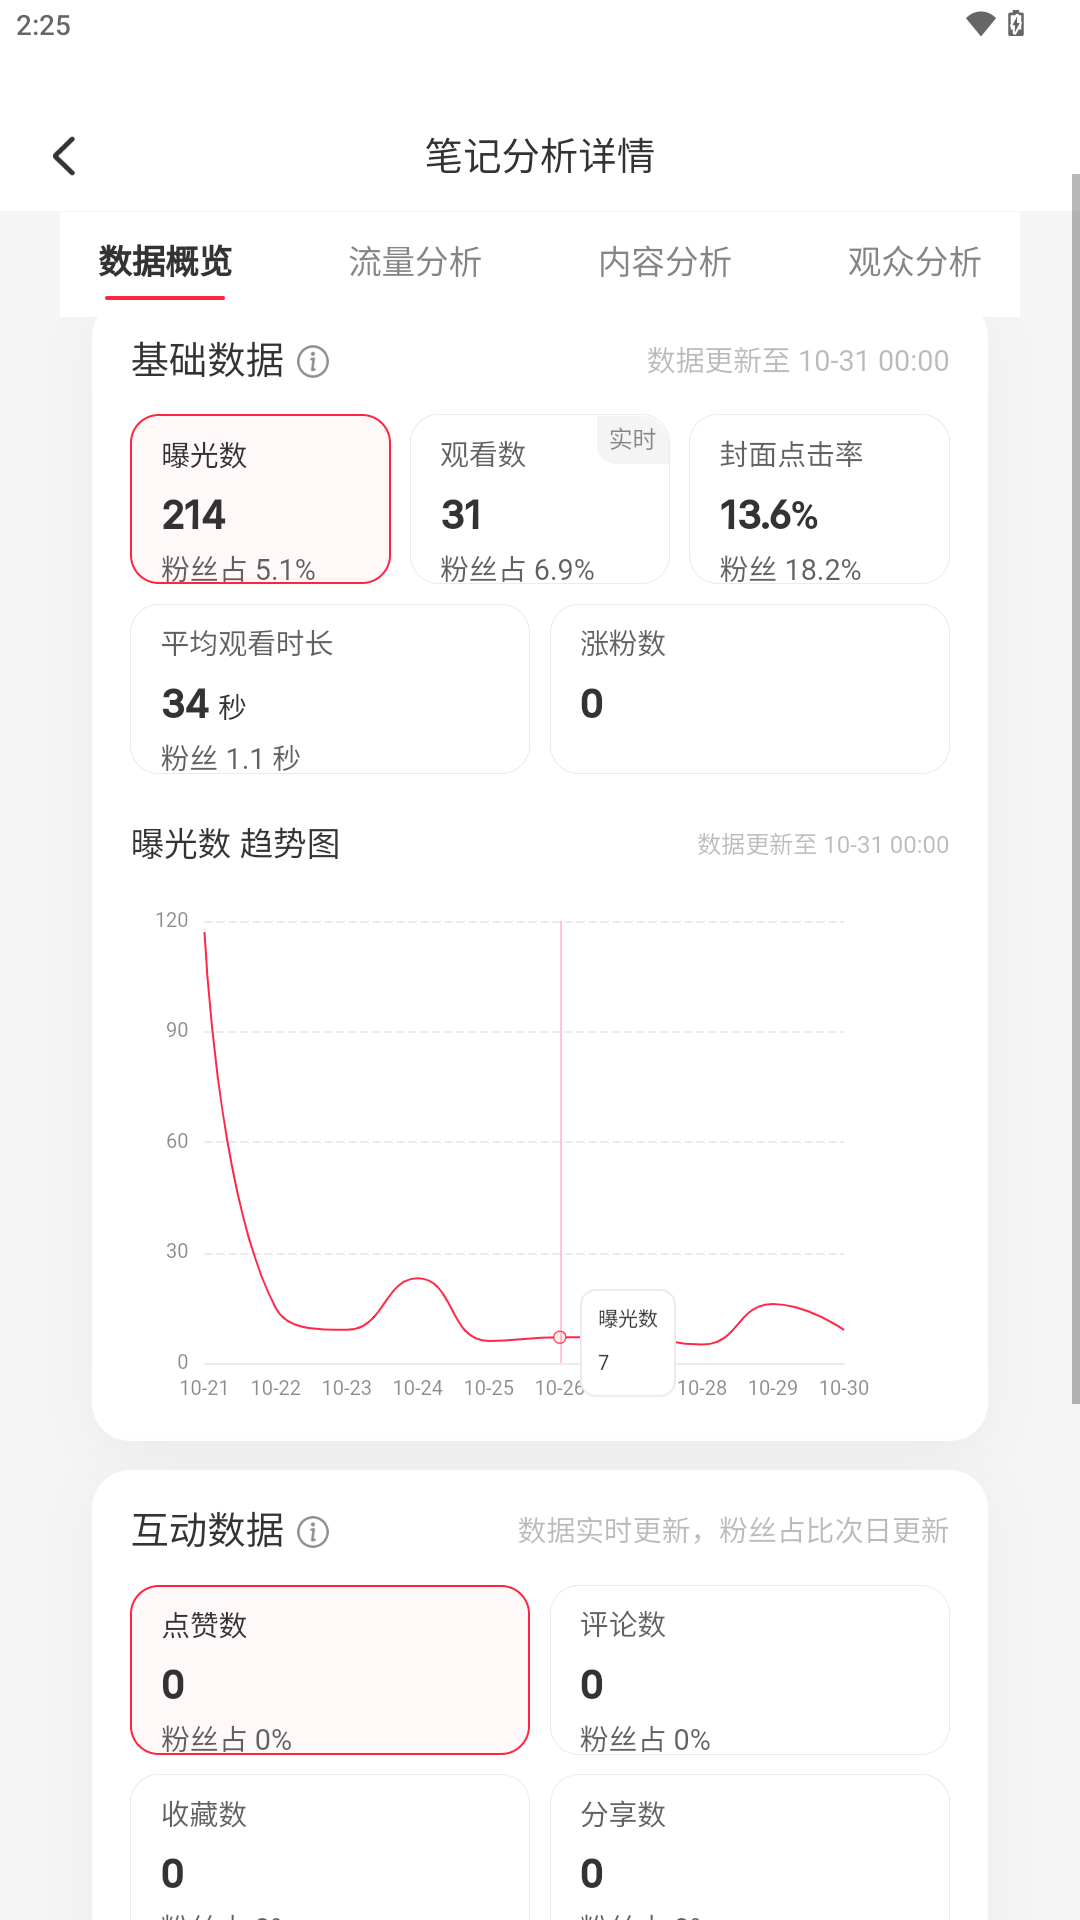 2:25
笔记分析详情
数据概览 流量分析 内容分析 观众分析
基础数据 数据更新至 10-31 00:00
曝光数 观看数 实时 封面点击率
214 31 13.6%
粉丝占 5.1% 粉丝占 6.9% 粉丝 18.2%
平均观看时长 涨粉数
34 秒 0
粉丝 1.1 秒
曝光数 趋势图 数据更新至 10-31 00:00
120
90
60
30
曝光数
7
0
10-21 10-22 10-23 10-24 10-25 10-26 10-28 10-29 10-30
互动数据 数据实时更新，粉丝占比次日更新
点赞数 评论数
0 0
粉丝占 0% 粉丝占 0%
收藏数 分享数
0 0